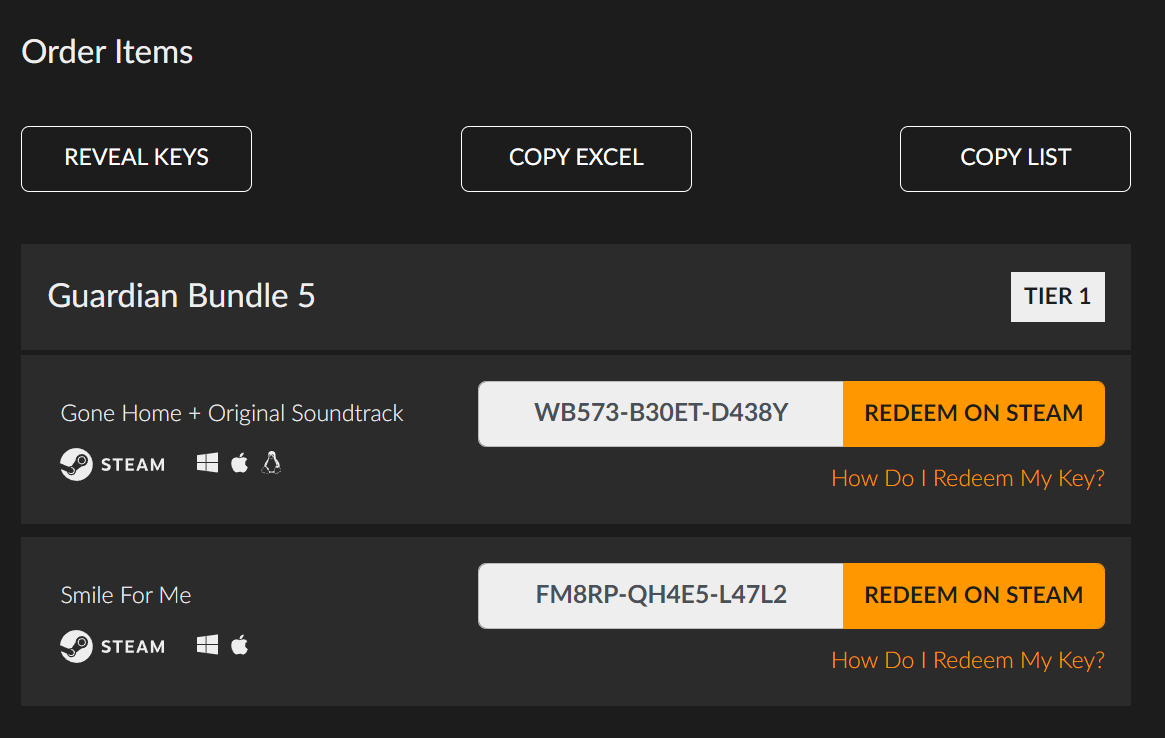 Order Items
REVEAL KEYS
COPY EXCEL
COPY LIST
Guardian Bundle 5
TIER 1
Gone Home + Original Soundtrack
WB573-B30ET-D438Y
REDEEM ON STEAM
STEAM
How Do I Redeem My Key?
Smile For Me
FM8RP-QH4E5-L47L2
REDEEM ON STEAM
STEAM
How Do I Redeem My Key?